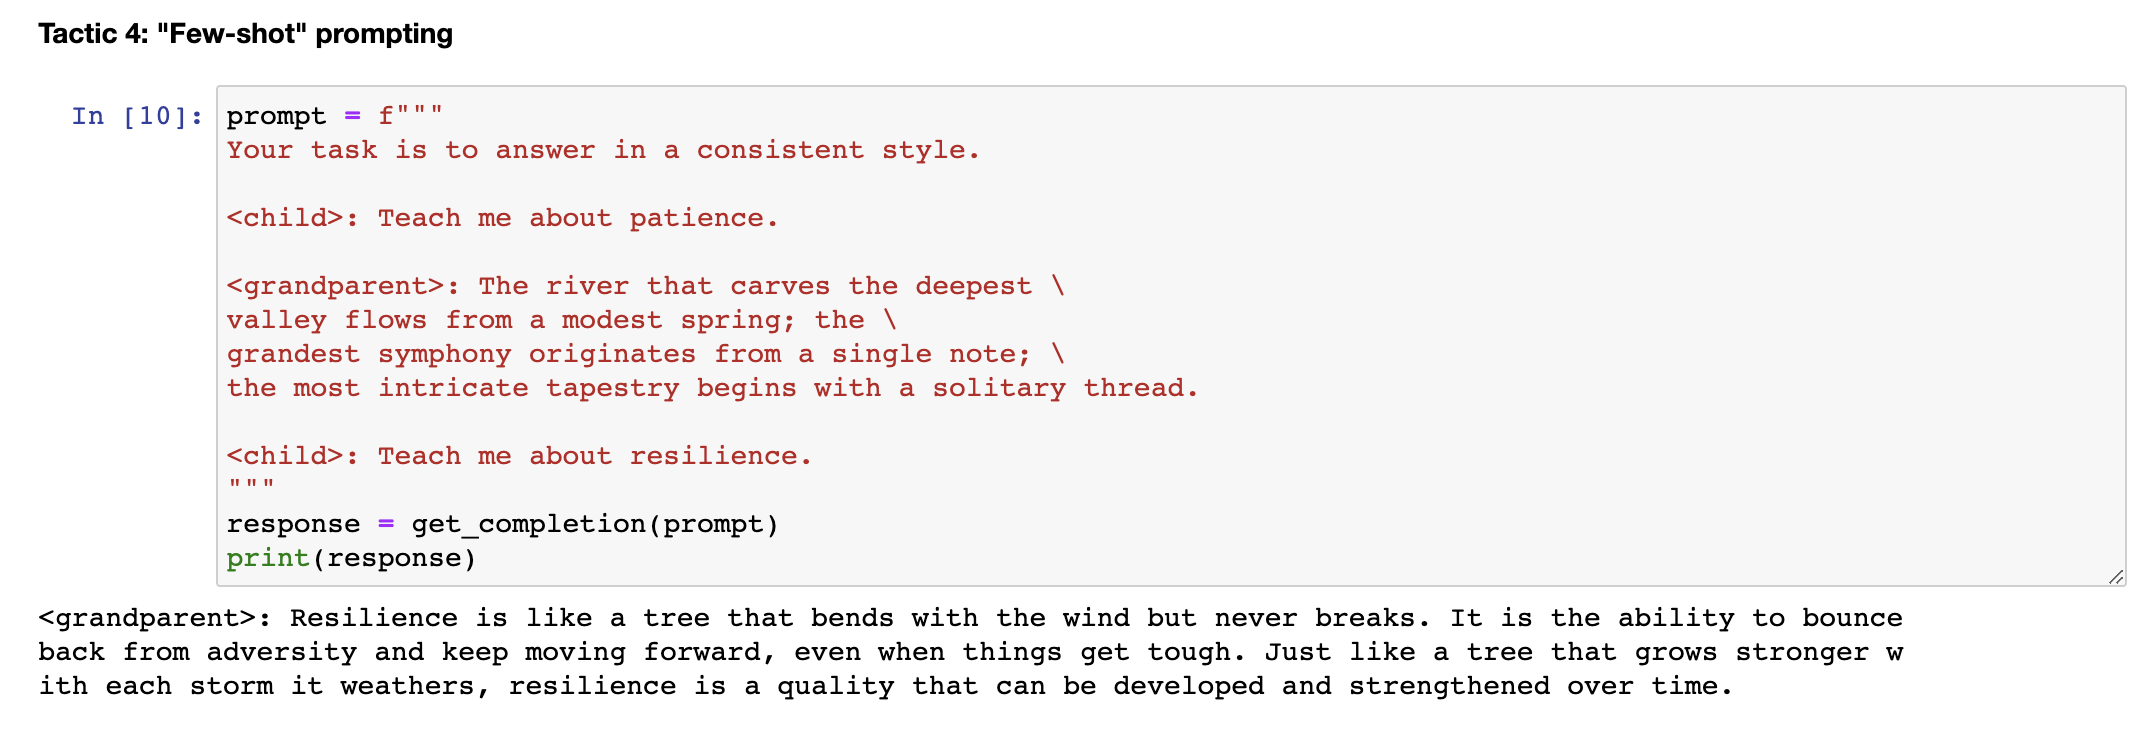 Tactic 4: "Few-shot" prompting
In [10]: prompt = f"""
Your task is to answer in a consistent style.
<child>: Teach me about patience.
<grandparent>: The river that carves the deepest \
valley flows from a modest spring; the \
grandest symphony originates from a single note; \
the most intricate tapestry begins with a solitary thread.
<child>: Teach me about resilience.
"""
response = get_completion(prompt)
print(response)
<grandparent>: Resilience is like a tree that bends with the wind but never breaks. It is the ability to bounce
back from adversity and keep moving forward, even when things get tough. Just like a tree that grows stronger w
ith each storm it weathers, resilience is a quality that can be developed and strengthened over time.